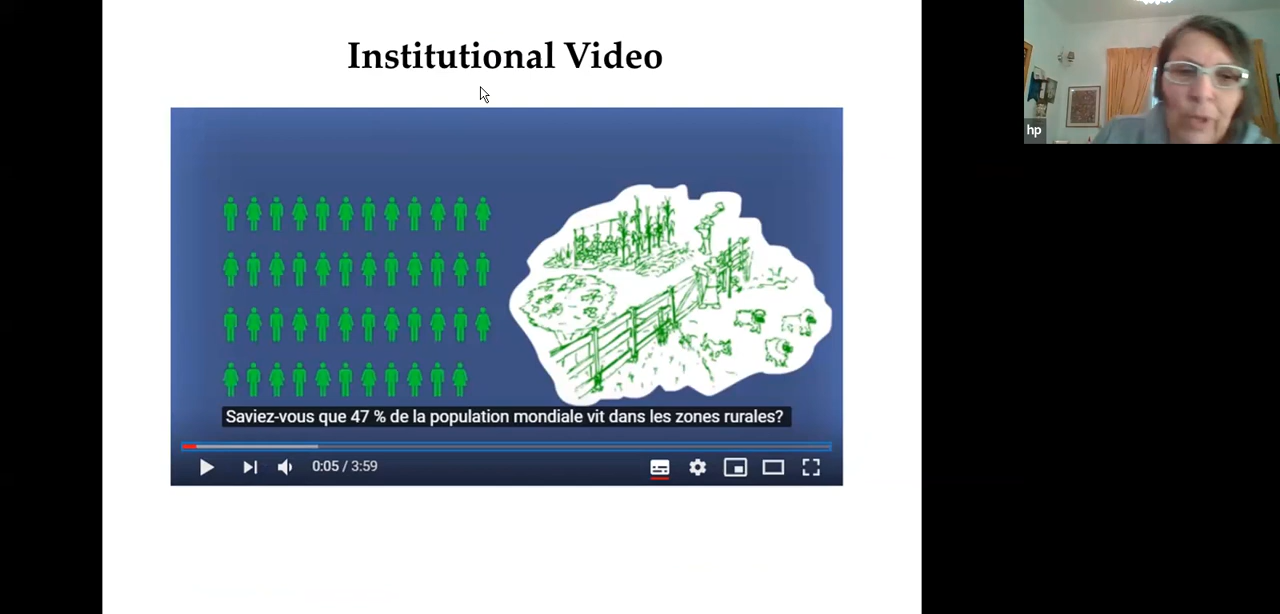 Institutional Video
hp
Saviez-vous que 47 % de la population mondiale vit dans les zones rurales?
0:05 / 3:59